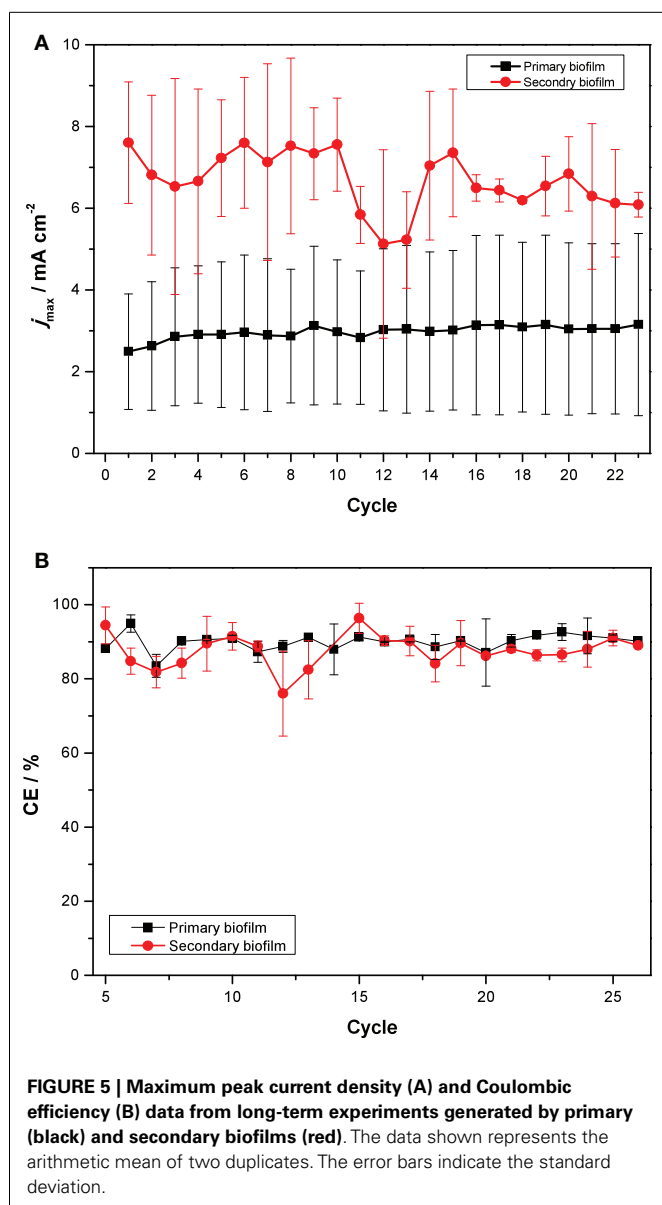 A
10
8
6
4
2
0
jmax / mA cm-2
Primary biofilm
Secondry biofilm
0 2 4 6 8 10 12 14 16 18 20 22
Cycle
B
100
80
60
40
20
0
CE / %
Primary biofilm
Secondary biofilm
5 10 15 20 25
Cycle
FIGURE 5 | Maximum peak current density (A) and Coulombic
efficiency (B) data from long-term experiments generated by primary
(black) and secondary biofilms (red). The data shown represents the
arithmetic mean of two duplicates. The error bars indicate the standard
deviation.